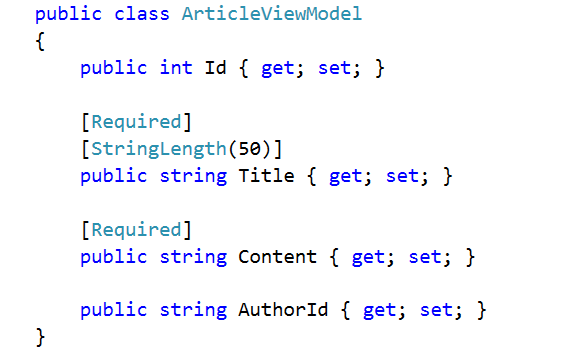 public class ArticleViewModel
{
    public int Id { get; set; }

    [Required]
    [StringLength(50)]
    public string Title { get; set; }

    [Required]
    public string Content { get; set; }

    public string AuthorId { get; set; }
}